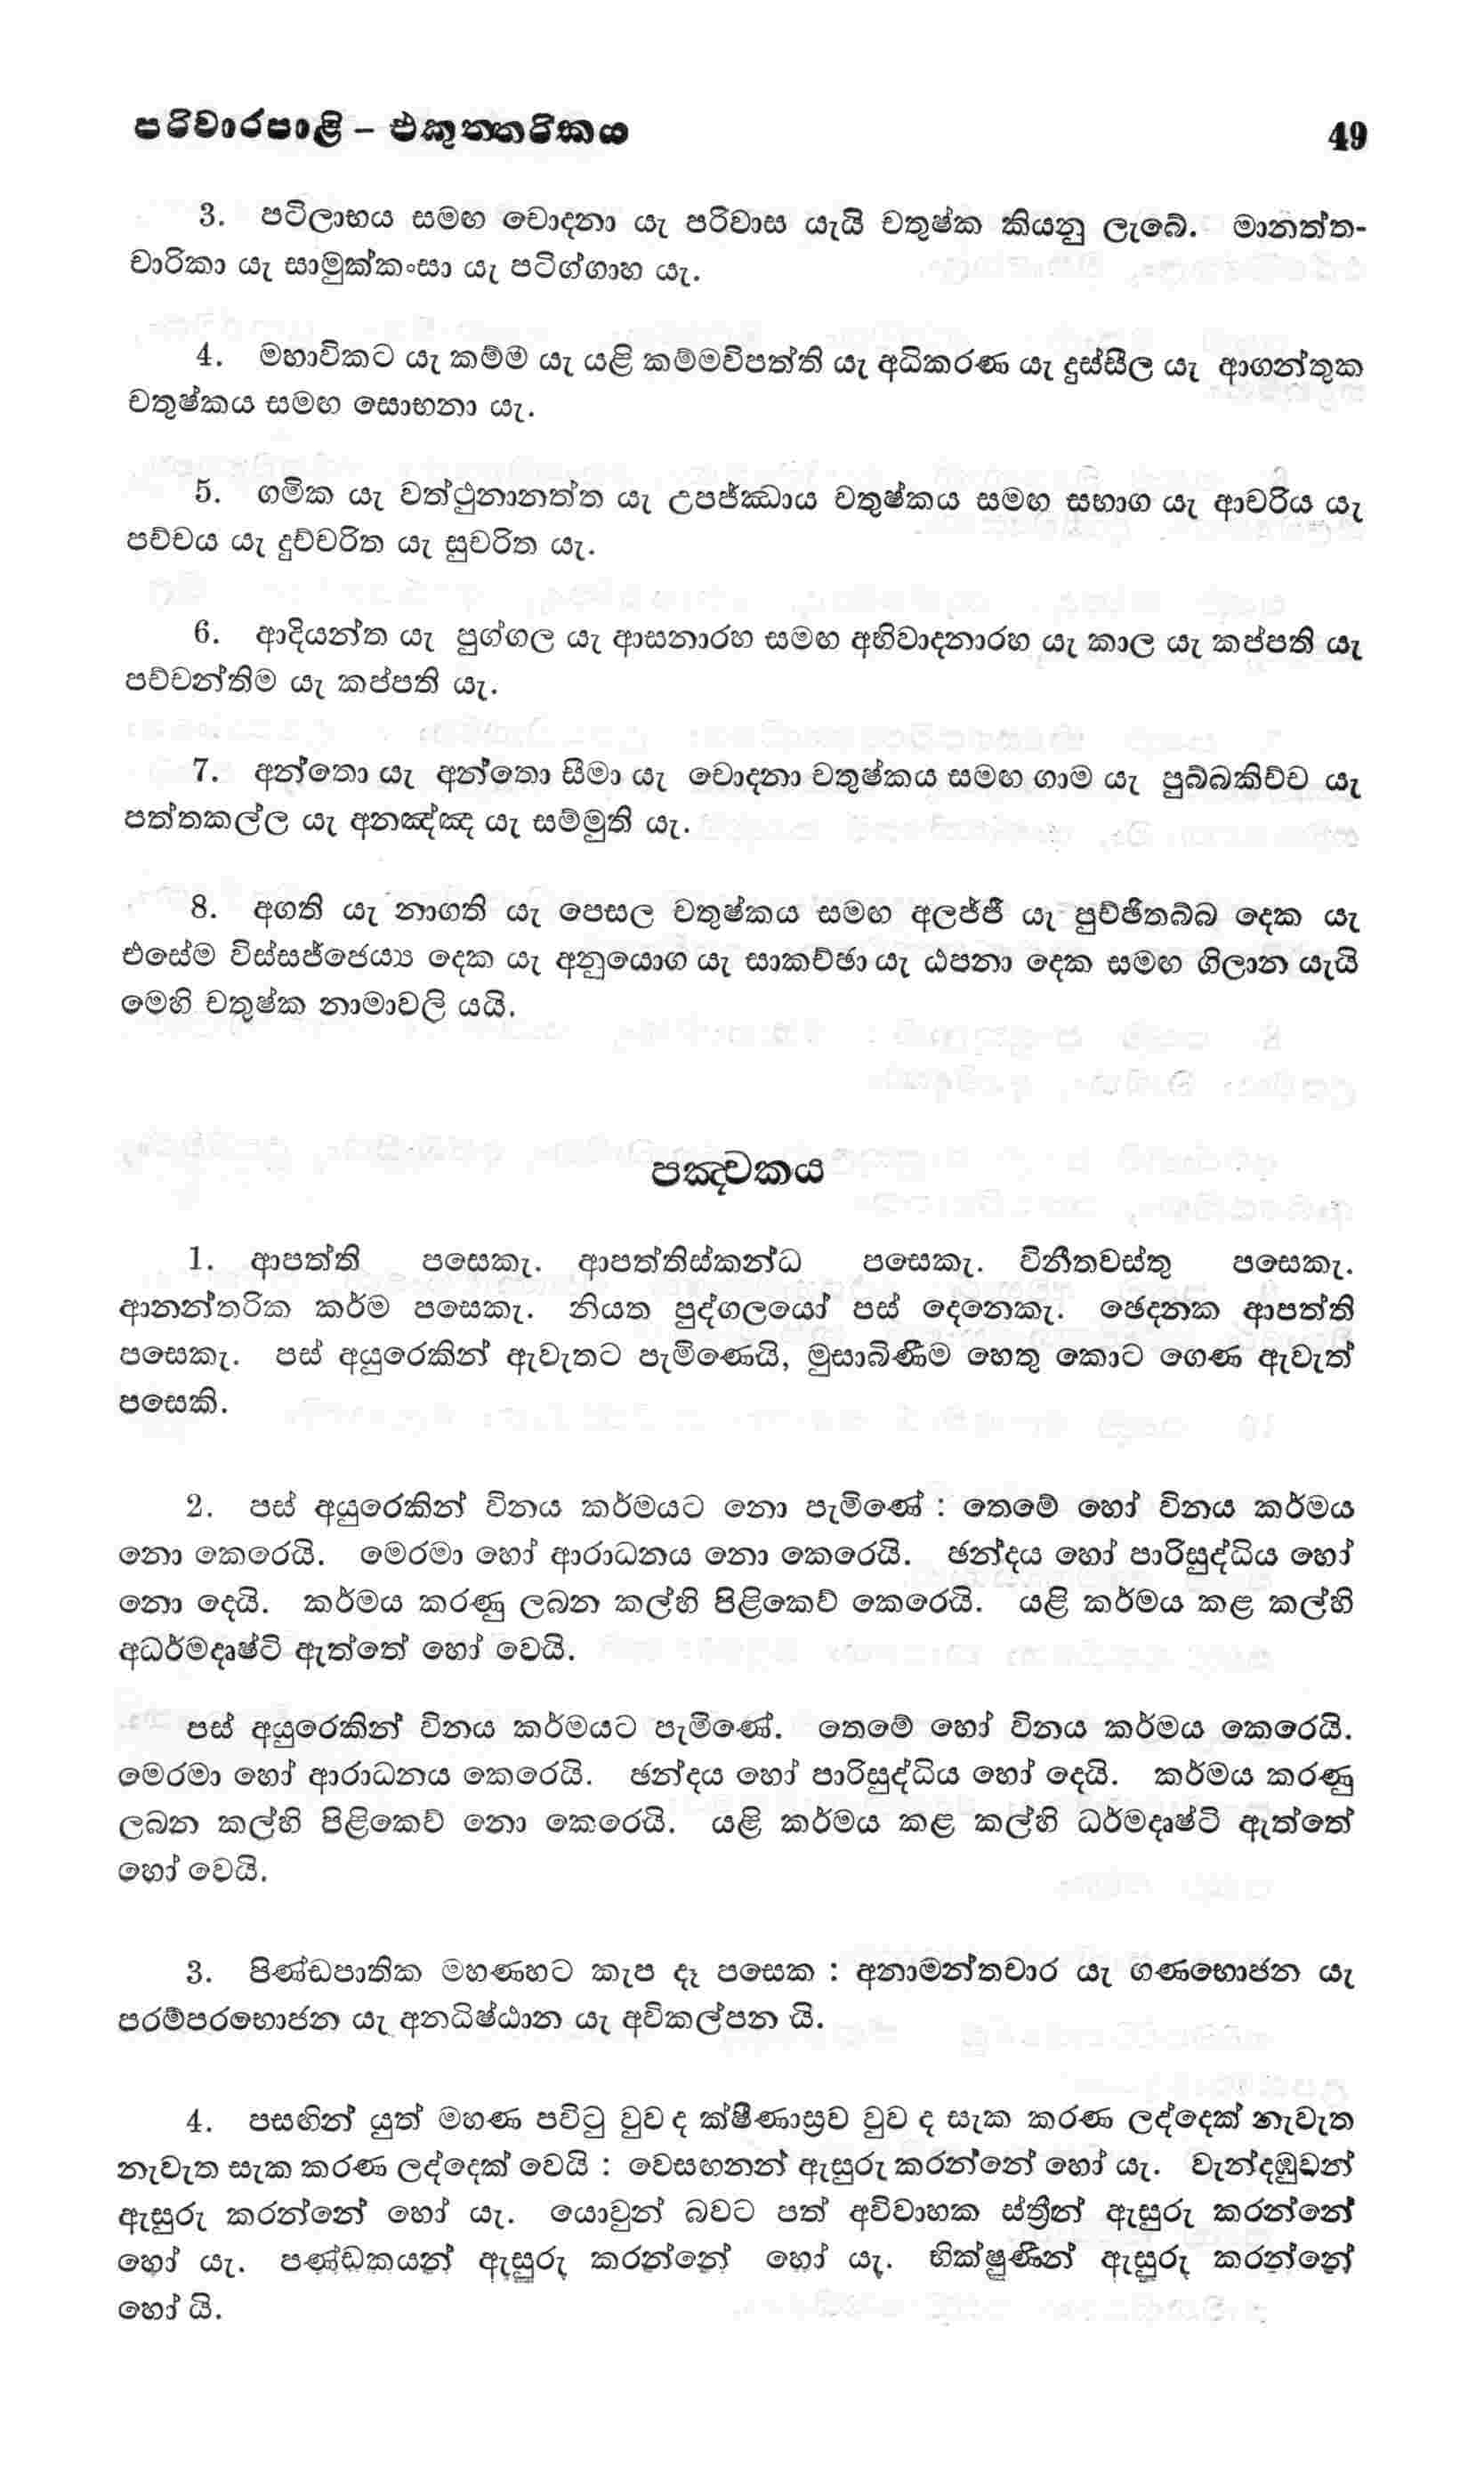 පරිවාරපාළි – එකුත්තරිකය 49
3. පටිලාභය සමඟ චොදනා යැ පරිවාස යැයි චතුෂ්ක කියනු ලැබේ. මානත්ත-
චාරිකා යැ සාමුක්කංසා යැ පටිග්ගාහ යැ.
4. මහාවිකට යැ කම්ම යැ යළි කම්මවිපත්ති යැ අධිකරණ යැ දුස්සීල යැ ආගන්තුක
චතුෂ්කය සමඟ සොභනා යැ.
5. ගමික යැ වත්ථුනානත්ත යැ උපජ්ඣාය චතුෂ්කය සමඟ සභාග යැ ආචරිය යැ
පච්චය යැ දුච්චරිත යැ සුචරිත යැ.
6. ආදියන්ත යැ පුග්ගල යැ ආසනාරහ සමඟ අභිවාදනාරහ යැ කාල යැ කප්පති යැ
පච්චන්තිම යැ කප්පති යැ.
7. අන්තො යැ අන්තො සීමා යැ චොදනා චතුෂ්කය සමඟ ගාම යැ පුබ්බකිච්ච යැ
පත්තකල්ල යැ අනඤ්ඤ යැ සම්මුති යැ.
8. අගති යැ නාගති යැ පෙසල චතුෂ්කය සමඟ අලජ්ජී යැ පුච්ඡිතබ්බ දෙක යැ
එසේම විස්සජ්ජෙය්‍ය දෙක යැ අනුයොග යැ සාකච්ඡා යැ ඨපනා දෙක සමඟ ගිලාන යැයි
මෙහි චතුෂ්ක නාමාවලි යයි.
පඤ්චකය
1. ආපත්ති පසෙකැ. ආපත්තිස්කන්ධ පසෙකැ. විනීතවස්තු පසෙකැ.
ආනන්තරික කර්ම පසෙකැ. නියත පුද්ගලයෝ පස් දෙනෙකැ. ඡෙදනක ආපත්ති
පසෙකැ. පස් අයුරෙකින් ඇවැතට පැමිණෙයි, මුසාබිණීම හෙතු කොට ගෙණ ඇවැත්
පසෙකි.
2. පස් අයුරෙකින් විනය කර්මයට නො පැමිණේ : තෙමේ හෝ විනය කර්මය
නො කෙරෙයි. මෙරමා හෝ ආරාධනය නො කෙරෙයි. ඡන්දය හෝ පාරිසුද්ධිය හෝ
නො දෙයි. කර්මය කරණු ලබන කල්හි පිළිකෙව් කෙරෙයි. යළි කර්මය කළ කල්හි
අධර්මදෘෂ්ටි ඇත්තේ හෝ වෙයි.
පස් අයුරෙකින් විනය කර්මයට පැමිණේ. තෙමේ හෝ විනය කර්මය කෙරෙයි.
මෙරමා හෝ ආරාධනය කෙරෙයි. ඡන්දය හෝ පාරිසුද්ධිය හෝ දෙයි. කර්මය කරණු
ලබන කල්හි පිළිකෙව් නො කෙරෙයි. යළි කර්මය කළ කල්හි ධර්මදෘෂ්ටි ඇත්තේ
හෝ වෙයි.
3. පිණ්ඩපාතික මහණහට කැප දෑ පසෙක : අනාමන්තචාර යැ ගණභොජන යැ
පරම්පරභොජන යැ අනධිෂ්ඨාන යැ අවිකල්පන යි.
4. පසඟින් යුත් මහණ පවිටු වුව ද ක්ෂීණාස්‍රව වුව ද සැක කරණ ලද්දෙක් නැවැත
නැවැත සැක කරණ ලද්දෙක් වෙයි : වෙසඟනන් ඇසුරු කරන්නේ හෝ යැ. වැන්දඹුවන්
ඇසුරු කරන්නේ හෝ යැ. යොවුන් බවට පත් අවිවාහක ස්ත්‍රීන් ඇසුරු කරන්නේ
හෝ යැ. පණ්ඩකයන් ඇසුරු කරන්නේ හෝ යැ. භික්ෂුණීන් ඇසුරු කරන්නේ
හෝ යි.